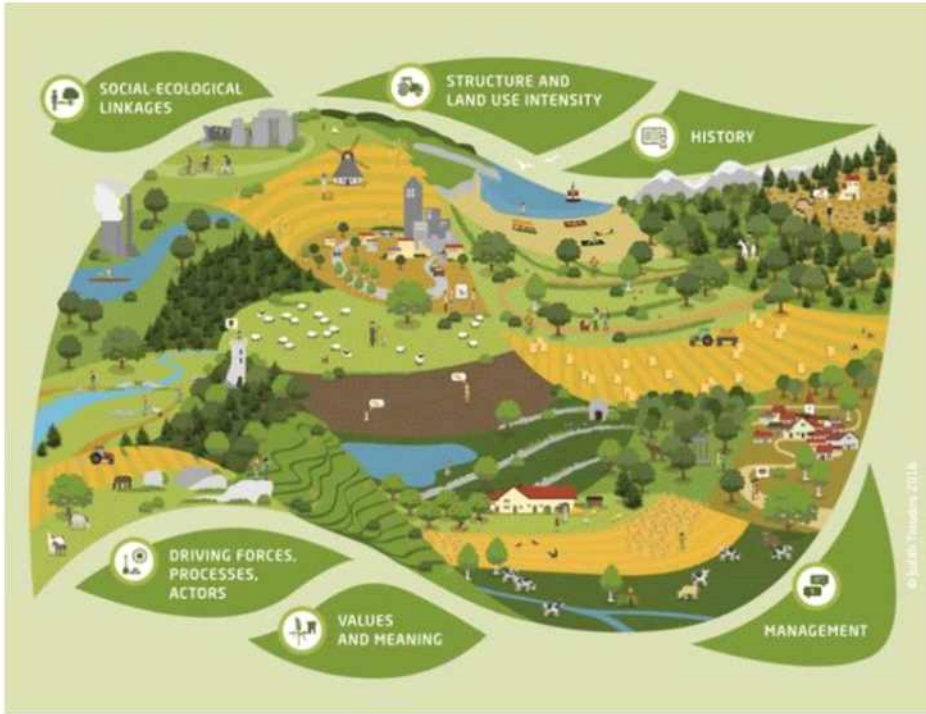 SOCIAL-ECOLOGICAL
LINKAGES
STRUCTURE AND
LAND USE INTENSITY
HISTORY
DRIVING FORCES,
PROCESSES,
ACTORS
VALUES
AND MEANING
MANAGEMENT